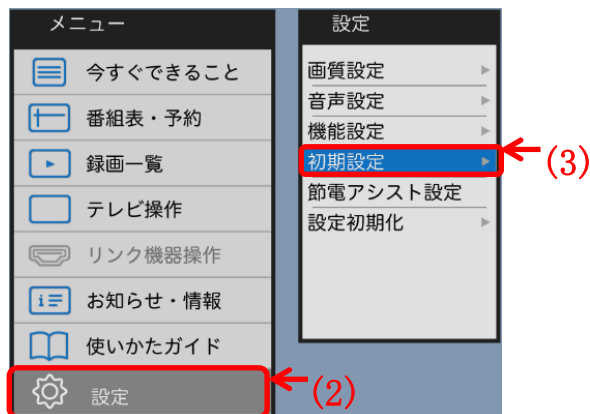 メニュー
今すぐできること
番組表・予約
録画一覧
テレビ操作
リンク機器操作
お知らせ・情報
使いかたガイド
設定
(2)
設定
画質設定
音声設定
機能設定
初期設定
(3)
節電アシスト設定
設定初期化